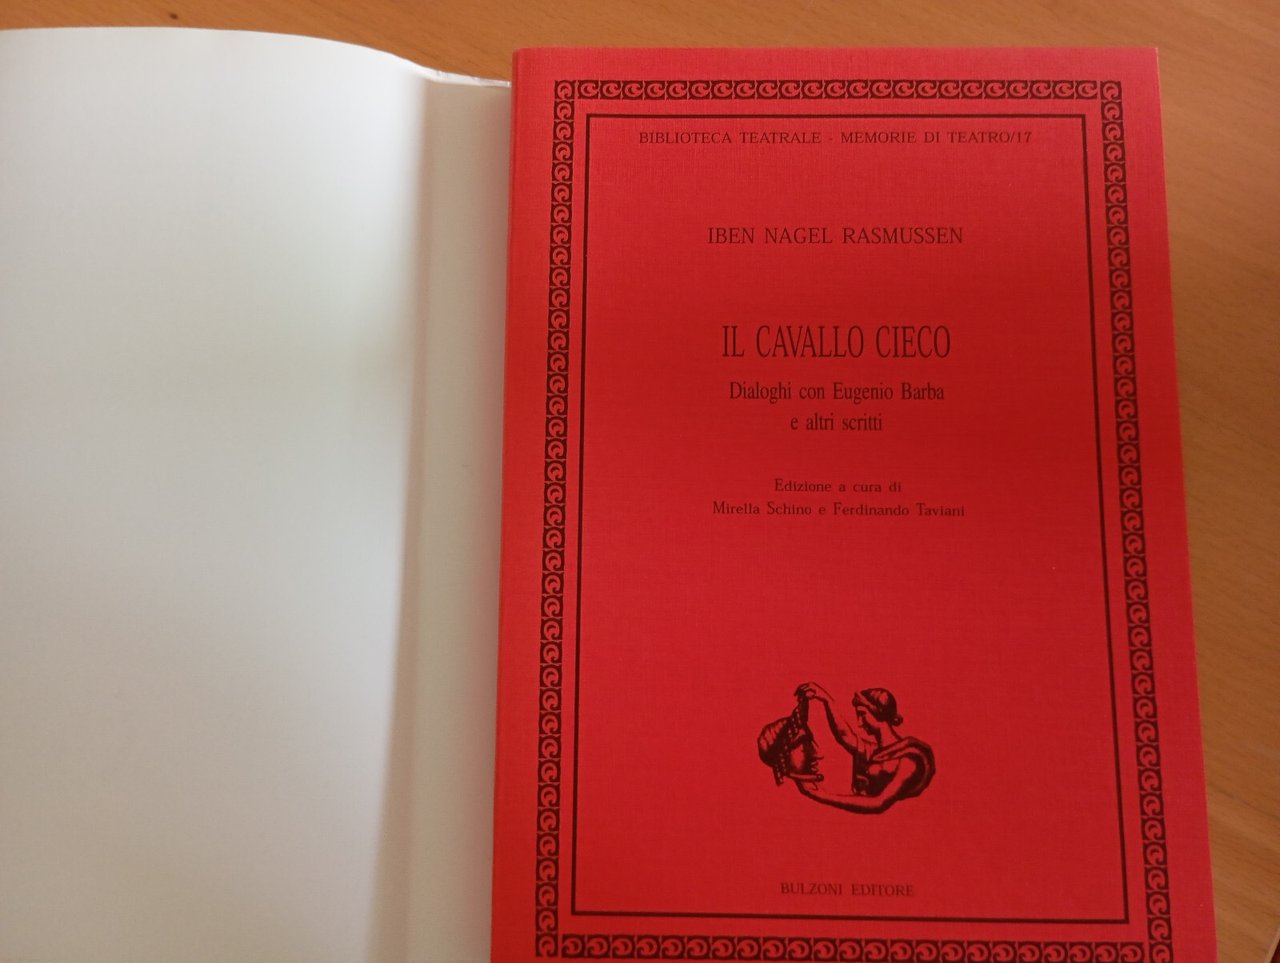 BIBLIOTECA TEATRALE - MEMORIE DI TEATRO/17
IBEN NAGEL RASMUSSEN
IL CAVALLO CIECO
Dialoghi con Eugenio Barba
e altri scritti
Edizione a cura di
Mirella Schino e Ferdinando Taviani
BULZONI EDITORE